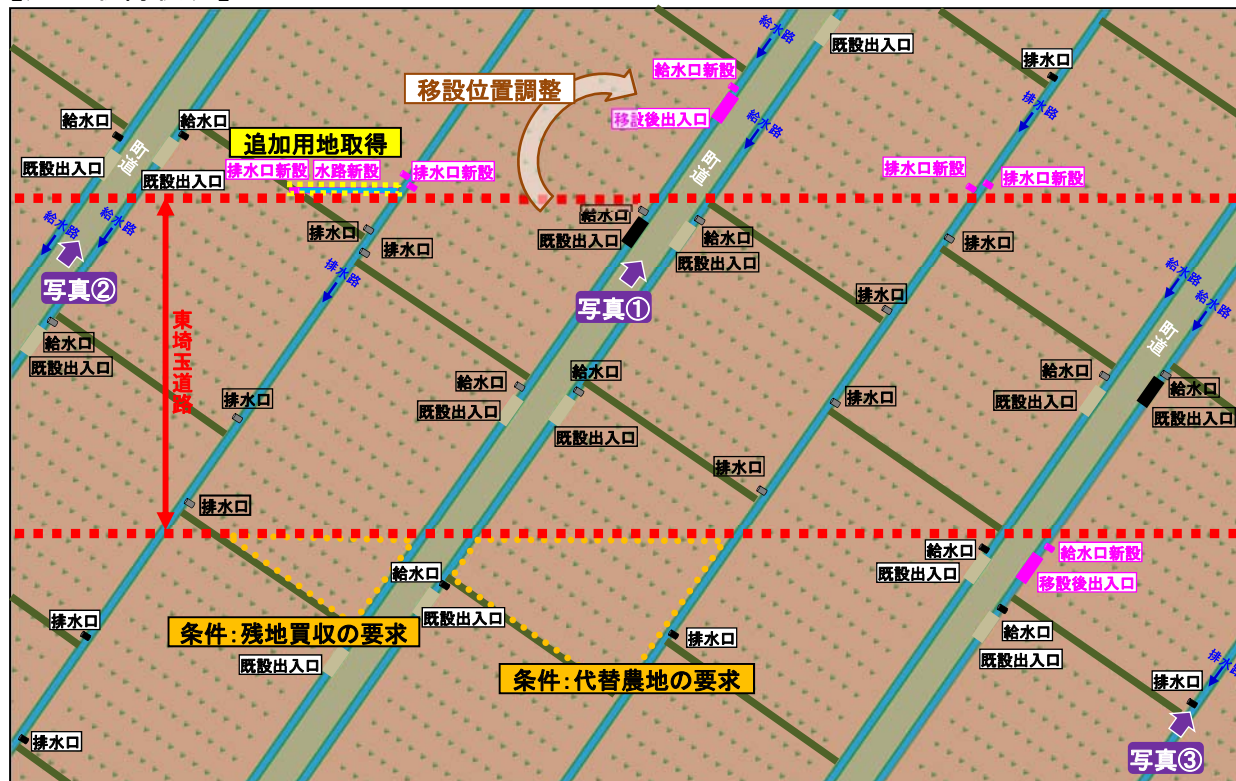 給水路
既設出入口
排水口
給水口新設
移設位置調整
排水路
移設後出入口
給水口
給水口
給水路
追加用地取得
町道
町道
既設出入口
既設出入口
排水口新設
水路新設
排水口新設
排水口新設
排水口新設
給水路
給水路
給水口
給水口
排水口
既設出入口
排水口
排水口
既設出入口
写真②
排水路
写真①
給水路
給水路
排水口
東埼玉道路
給水口
町道
既設出入口
給水口
給水口
給水口
給水口
既設出入口
既設出入口
排水口
排水口
既設出入口
既設出入口
排水口
排水口
給水口
給水口新設
給水口
既設出入口
移設後出入口
既設出入口
条件:残地買収の要求
排水口
排水口
給水口
既設出入口
既設出入口
排水路
条件:代替農地の要求
排水口
排水口
写真③